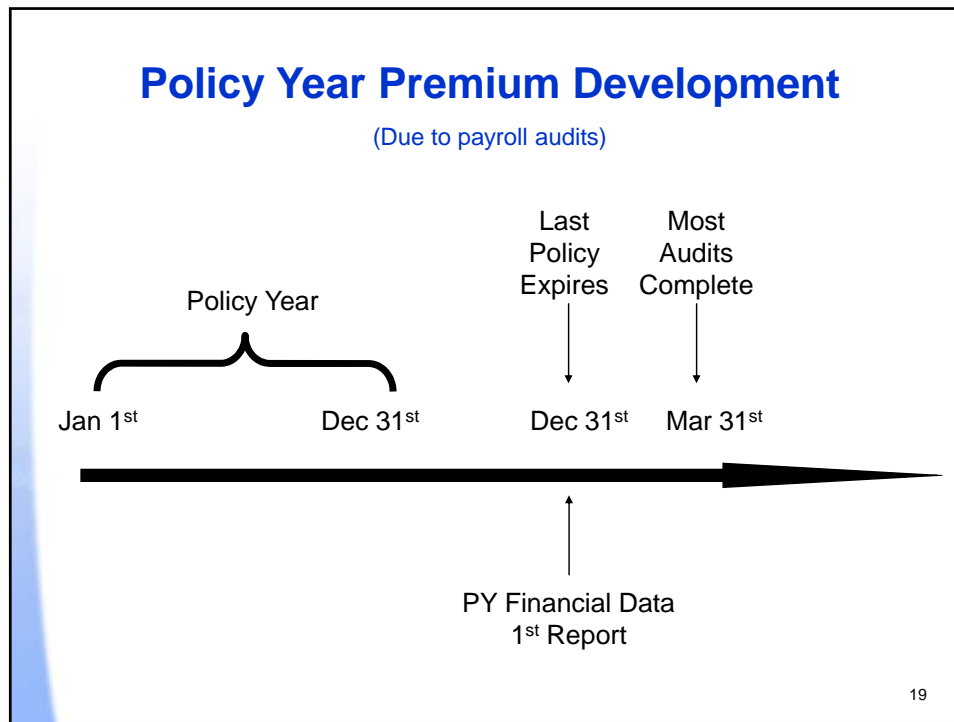 Policy Year Premium Development
(Due to payroll audits)
Last
Policy
Expires
Most
Audits
Complete
Policy Year
Jan 1st
Dec 31st
Dec 31st
Mar 31st
PY Financial Data
1st Report
19